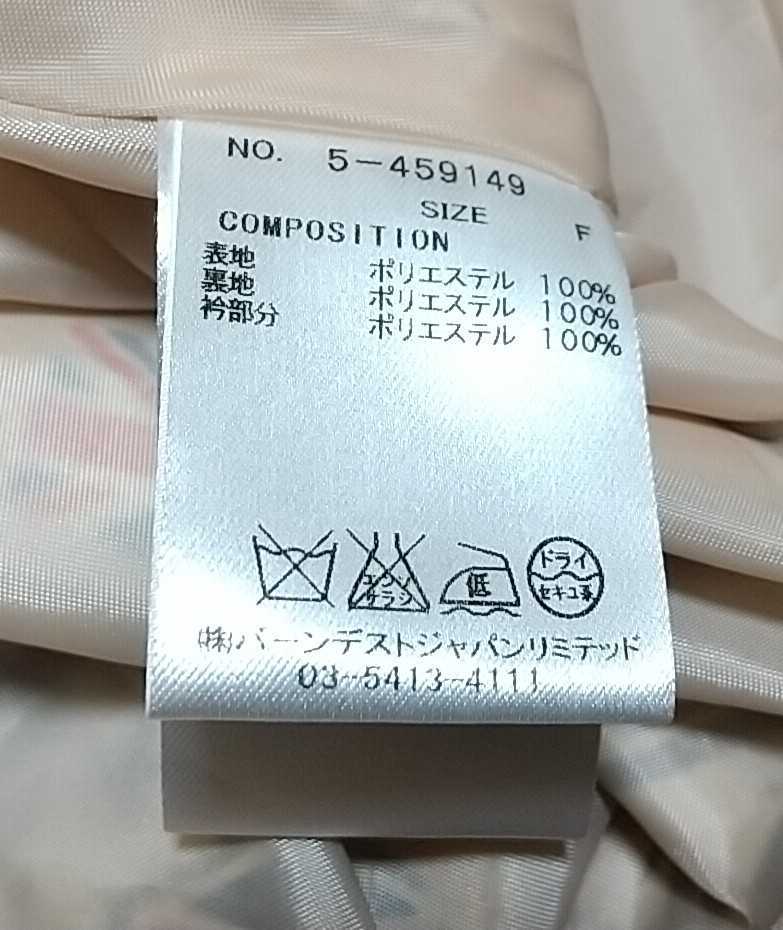 NO. 5-459149
SIZE F
COMPOSITION
表地 ポリエステル 100%
裏地 ポリエステル 100%
衿部分 ポリエステル 100%
エンソ
サラシ
低
ドライ
セキユ系
㈱バーンデストジャパンリミテッド
03-5413-4111